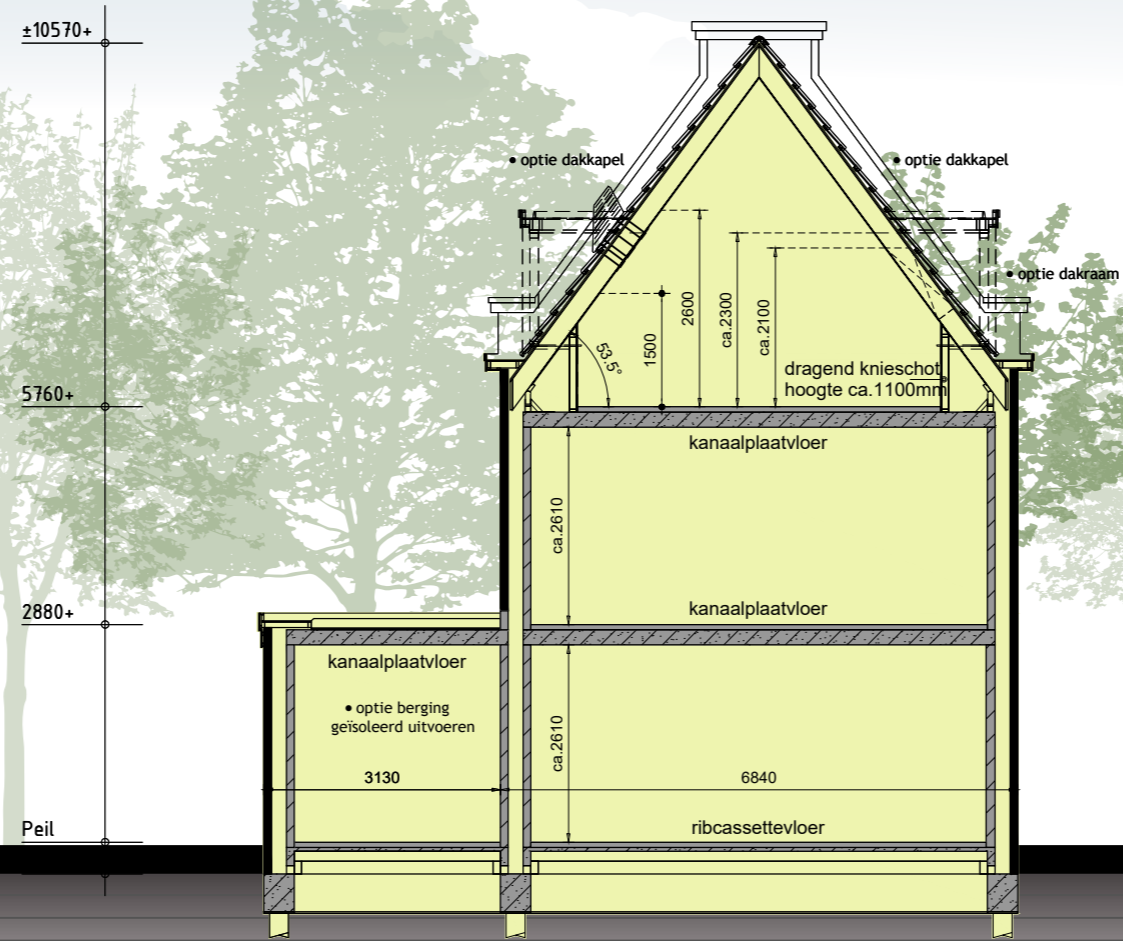 ±10570+
• optie dakkapel
• optie dakkapel
• optie dakraam
2600
ca.2300
ca.2100
1500
53.5°
dragend knieschot
hoogte ca.1100mm
5760+
kanaalplaatvloer
ca.2610
kanaalplaatvloer
2880+
kanaalplaatvloer
• optie berging
geïsoleerd uitvoeren
ca.2610
3130
6840
Peil
ribcassettevloer